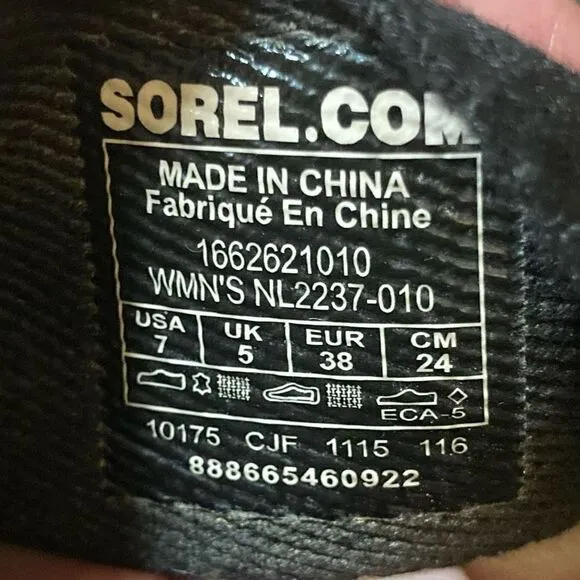 SOREL.COM
MADE IN CHINA
Fabriqué En Chine
1662621010
WMN'S NL2237-010
USA UK EUR CM
7 5 38 24
ECA-5
10175 CJF 1115 116
888665460922